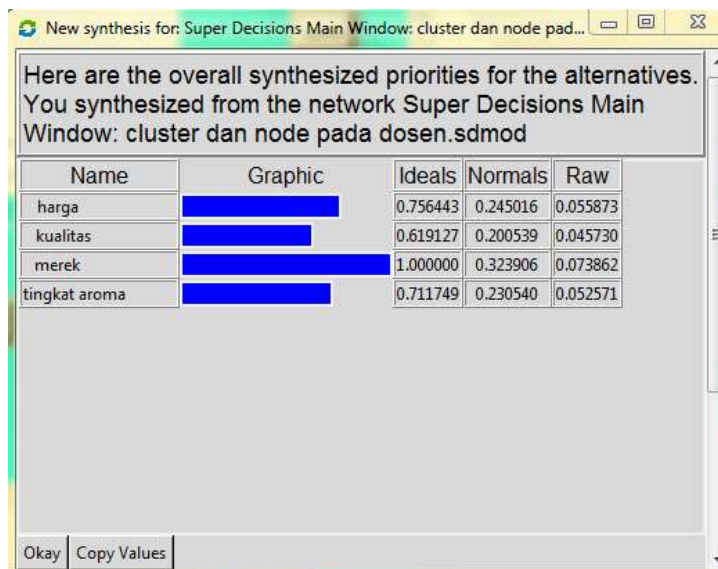 New synthesis for: Super Decisions Main Window: cluster dan node pad...
Here are the overall synthesized priorities for the alternatives.
You synthesized from the network Super Decisions Main
Window: cluster dan node pada dosen.sdmod
Name Graphic Ideals Normals Raw
harga 0.756443 0.245016 0.055873
kualitas 0.619127 0.200539 0.045730
merek 1.000000 0.323906 0.073862
tingkat aroma 0.711749 0.230540 0.052571
Okay Copy Values